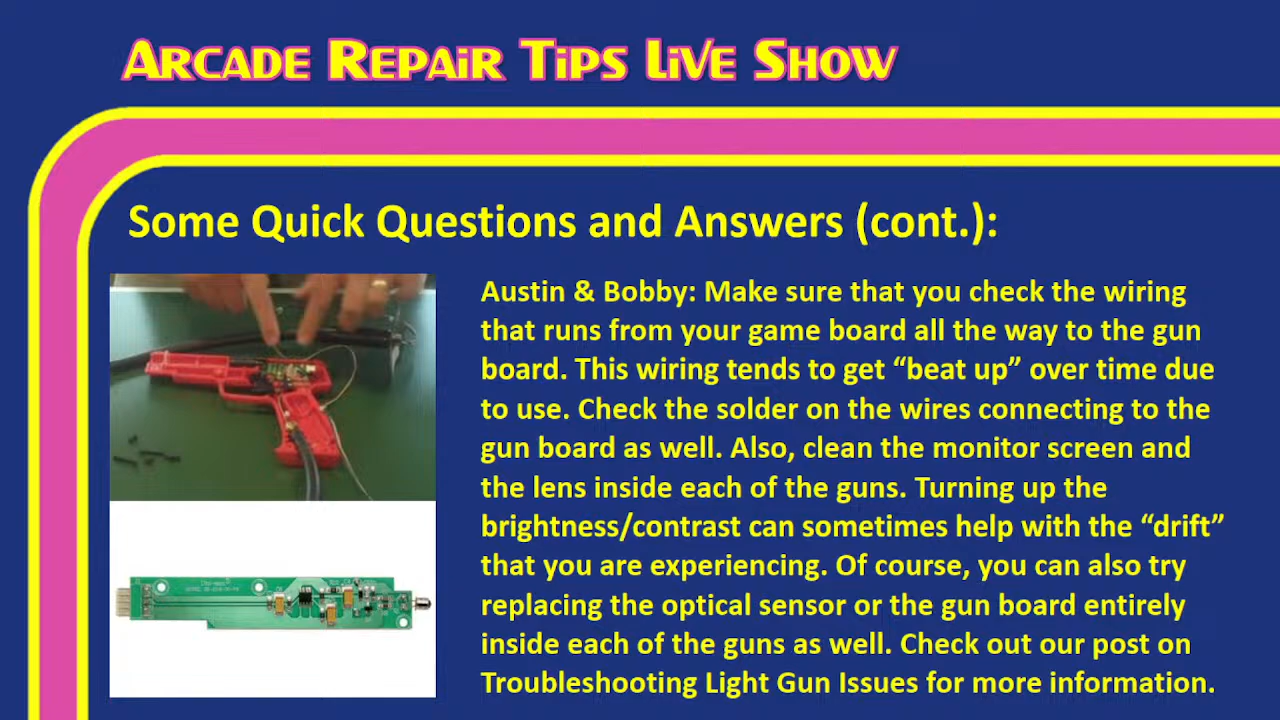 ARCADE REPAIR TIPS LIVE SHOW
Some Quick Questions and Answers (cont.):
Austin & Bobby: Make sure that you check the wiring
that runs from your game board all the way to the gun
board. This wiring tends to get “beat up” over time due
to use. Check the solder on the wires connecting to the
gun board as well. Also, clean the monitor screen and
the lens inside each of the guns. Turning up the
brightness/contrast can sometimes help with the “drift”
that you are experiencing. Of course, you can also try
replacing the optical sensor or the gun board entirely
inside each of the guns as well. Check out our post on
Troubleshooting Light Gun Issues for more information.